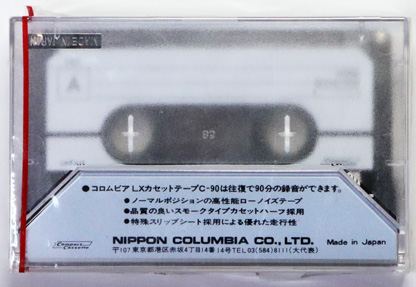 MADE IN JAPAN
A
●コロムビア LXカセットテープC-90は往復で90分の録音ができます。
●ノーマルポジションの高性能ローノイズテープ
●品質の良いスモークタイプカセットハーフ採用
●特殊スリップシート採用による優れた走行性
COMPACT Cassette
NIPPON COLUMBIA CO., LTD. Made in Japan
〒107 東京都港区赤坂4丁目14番14号 TEL 03(584)8111(大代表)